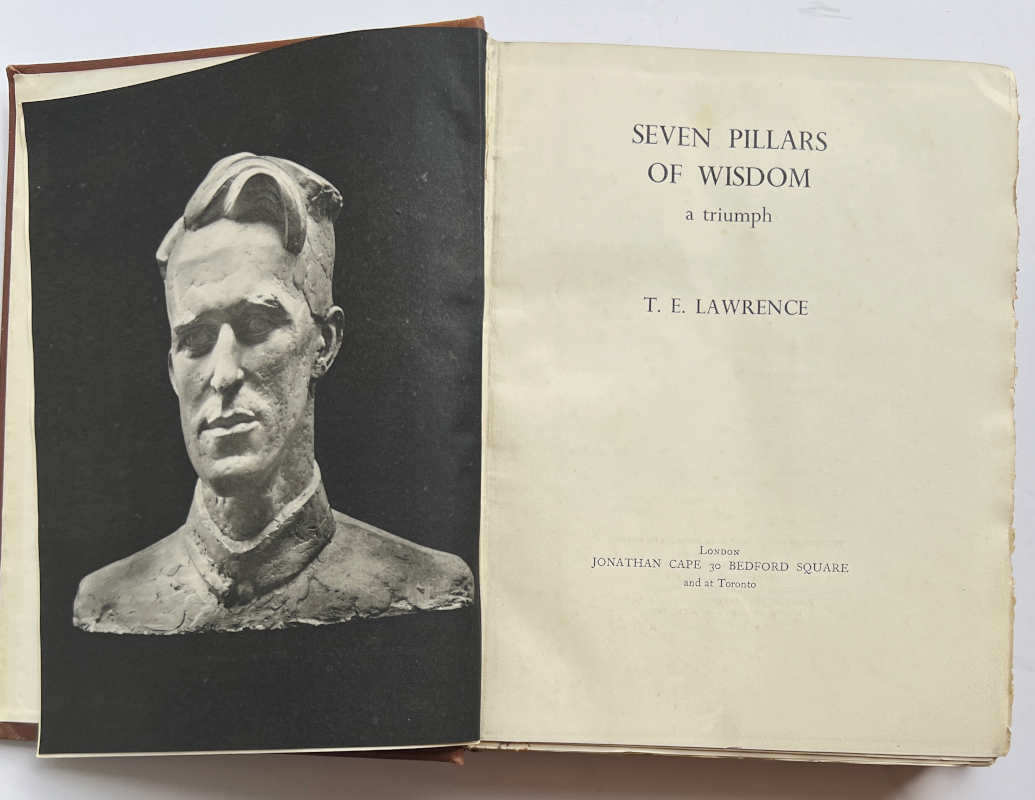 SEVEN PILLARS
OF WISDOM
a triumph
T. E. LAWRENCE
London
JONATHAN CAPE 30 BEDFORD SQUARE
and at Toronto